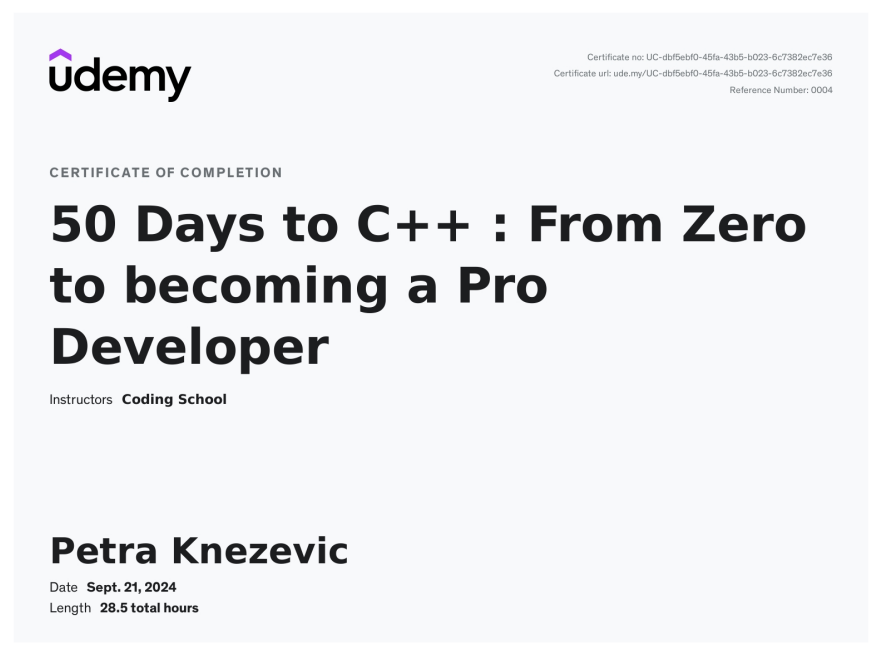 udemy
Certificate no: UC-dbf5ebf0-45fa-43b5-b023-6c7382ec7e36
Certificate url: ude.my/UC-dbf5ebf0-45fa-43b5-b023-6c7382ec7e36
Reference Number: 0004
CERTIFICATE OF COMPLETION
50 Days to C++ : From Zero
to becoming a Pro
Developer
Instructors Coding School
Petra Knezevic
Date Sept. 21, 2024
Length 28.5 total hours